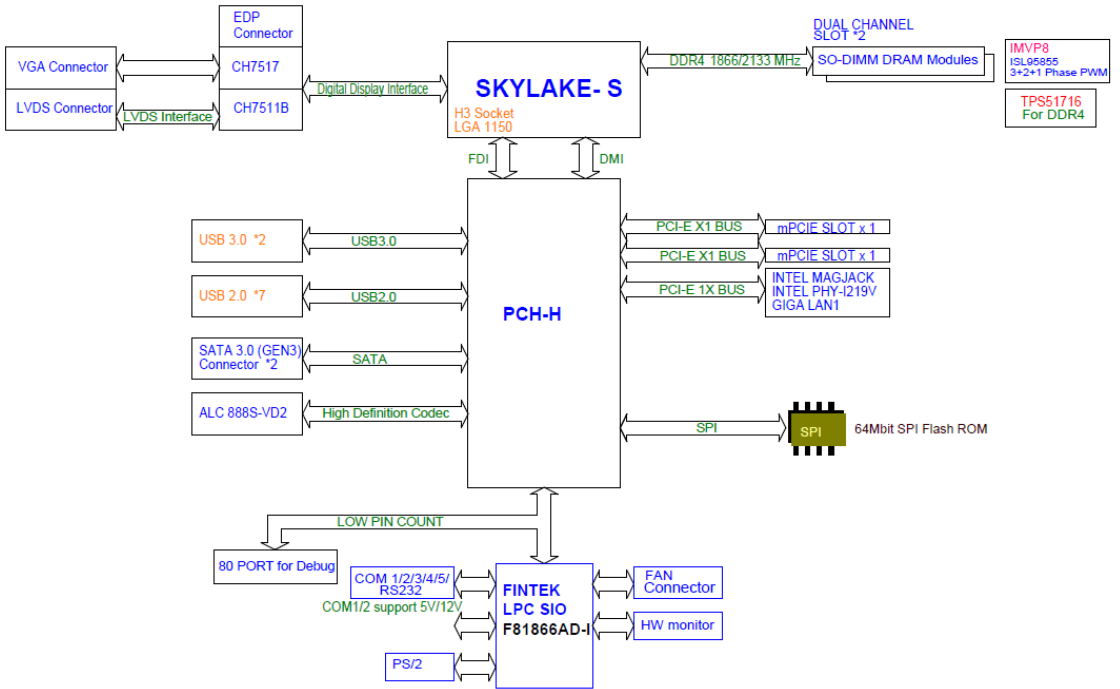 EDP
Connector
VGA Connector
CH7517
LVDS Connector
LVDS Interface
CH7511B
Digital Display Interface
SKYLAKE- S
H3 Socket
LGA 1150
DDR4 1866/2133 MHz
DUAL CHANNEL
SLOT *2
SO-DIMM DRAM Modules
IMVP8
ISL95855
3+2+1 Phase PWM
TPS51716
For DDR4
FDI
DMI
USB 3.0 *2
USB3.0
USB 2.0 *7
USB2.0
SATA 3.0 (GEN3)
Connector *2
SATA
ALC 888S-VD2
High Definition Codec
PCH-H
PCI-E X1 BUS
mPCIE SLOT x 1
PCI-E X1 BUS
mPCIE SLOT x 1
PCI-E 1X BUS
INTEL MAGJACK
INTEL PHY-I219V
GIGA LAN1
SPI
SPI
64Mbit SPI Flash ROM
LOW PIN COUNT
80 PORT for Debug
COM 1/2/3/4/5/
RS232
COM1/2 support 5V/12V
PS/2
FINTEK
LPC SIO
F81866AD-I
FAN
Connector
HW monitor